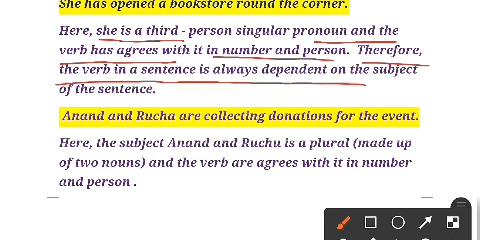 She has opened a bookstore round the corner.
Here, she is a third - person singular pronoun and the
verb has agrees with it in number and person. Therefore,
the verb in a sentence is always dependent on the subject
of the sentence.
Anand and Rucha are collecting donations for the event.
Here, the subject Anand and Ruchu is a plural (made up
of two nouns) and the verb are agrees with it in number
and person .